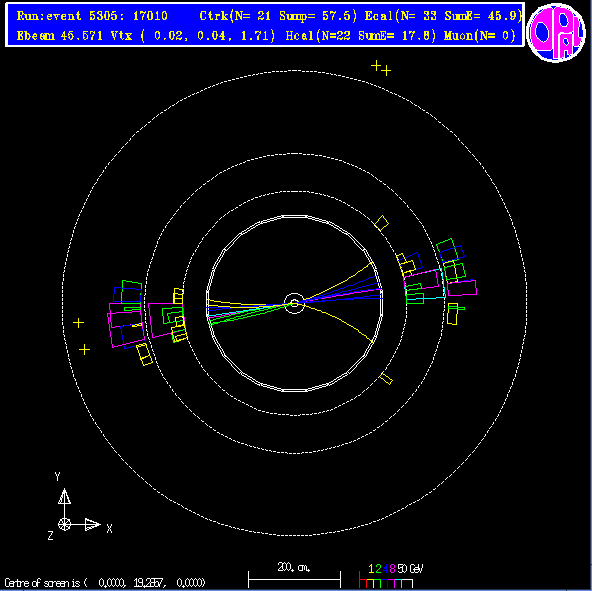 Run:event 5305: 17010 Ctrk(N= 21 Sump= 57.5) Ecal(N= 33 SumE= 45.9)
Ebeam 45.571 Vtx ( 0.02, 0.04, 1.71) Hcal(N=22 SumE= 17.8) Muon(N= 0)
OPAL
Y
X
Z
200. cm.
1 2 4 8 50 GeV
Centre of screen is ( 0.0000, 19.2857, 0.0000)